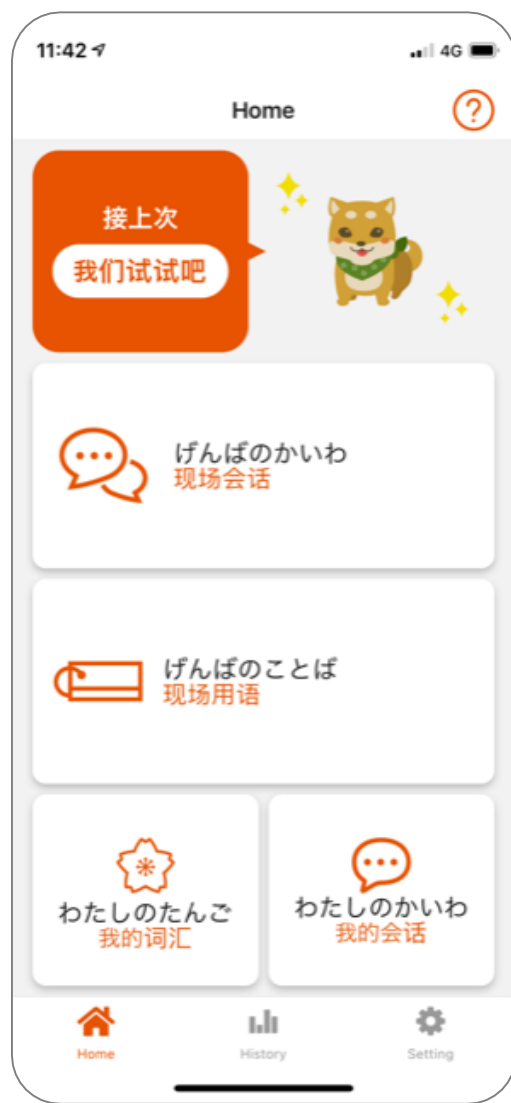 11:42
4G
Home
?
接上次
我们试试吧
げんばのかいわ
现场会话
げんばのことば
现场用语
わたしのたんご
我的词汇
わたしのかいわ
我的会话
Home
History
Setting